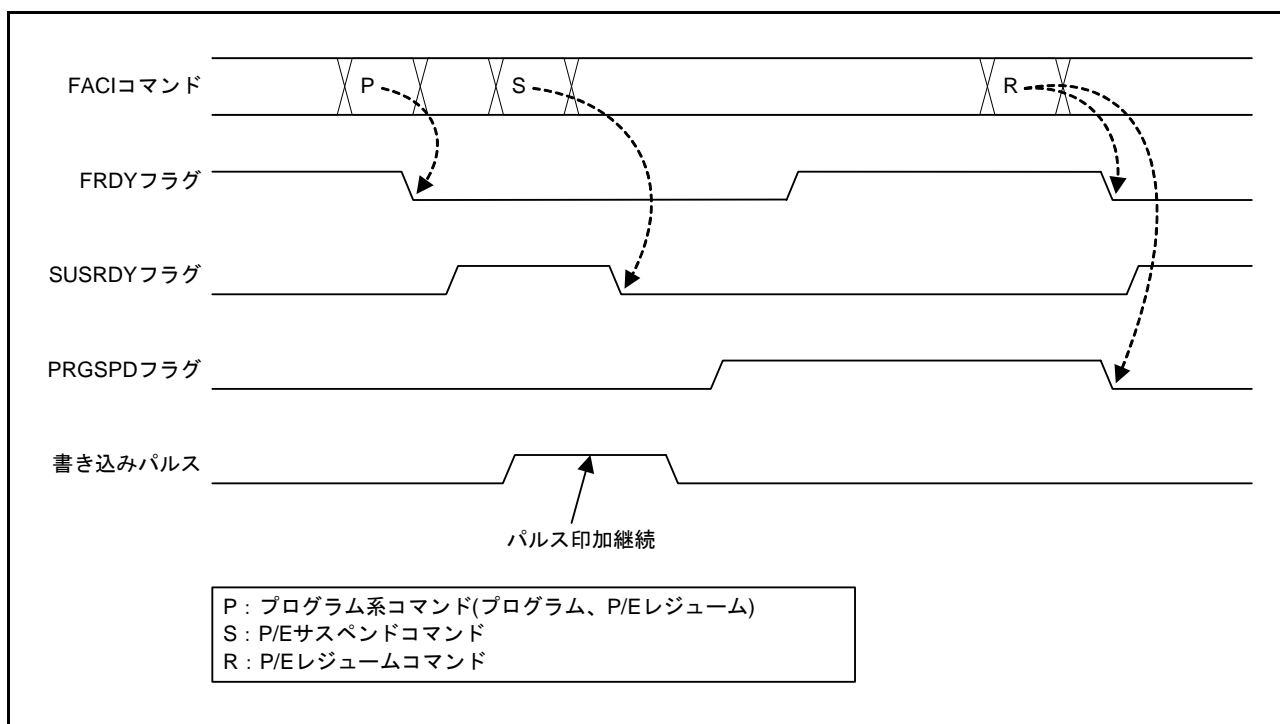 FACIコマンド
P
S
R
FRDYフラグ
SUSRDYフラグ
PRGSPDフラグ
書き込みパルス
パルス印加継続
P : プログラム系コマンド(プログラム、P/Eレジューム)
S : P/Eサスペンドコマンド
R : P/Eレジュームコマンド